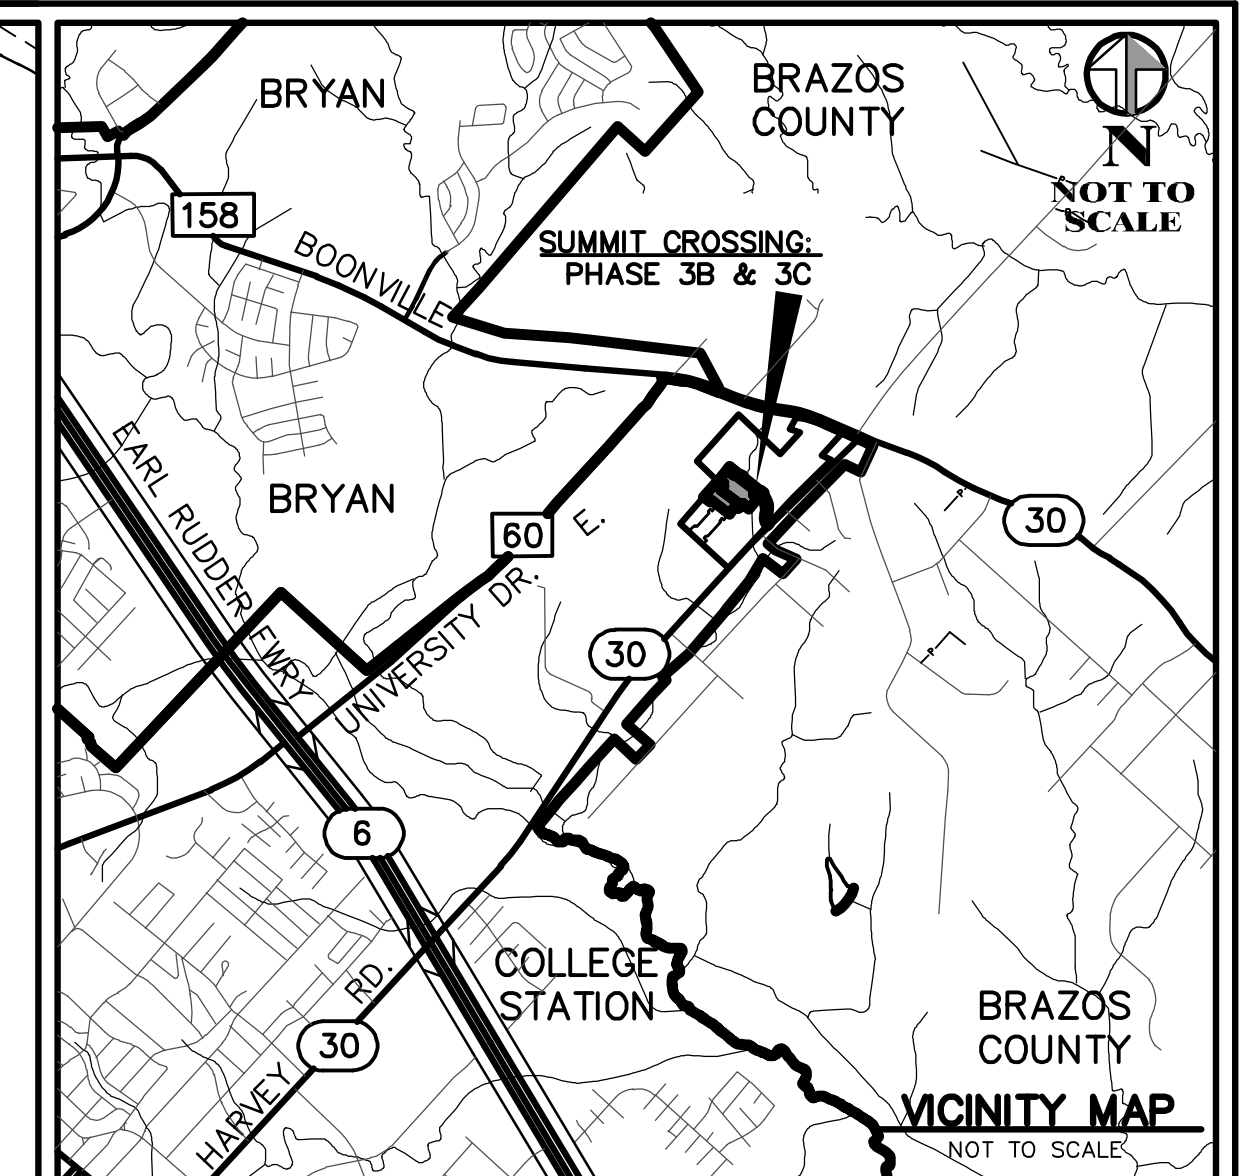 BRYAN
BRAZOS
COUNTY
N
NOT TO
SCALE
158
BOONVILLE
SUMMIT CROSSING:
PHASE 3B & 3C
EARL RUDDER FWRY
BRYAN
60
UNIVERSITY DR. E.
30
30
P
P
P
P
6
COLLEGE
STATION
HARVEY RD.
30
BRAZOS
COUNTY
VICINITY MAP
NOT TO SCALE